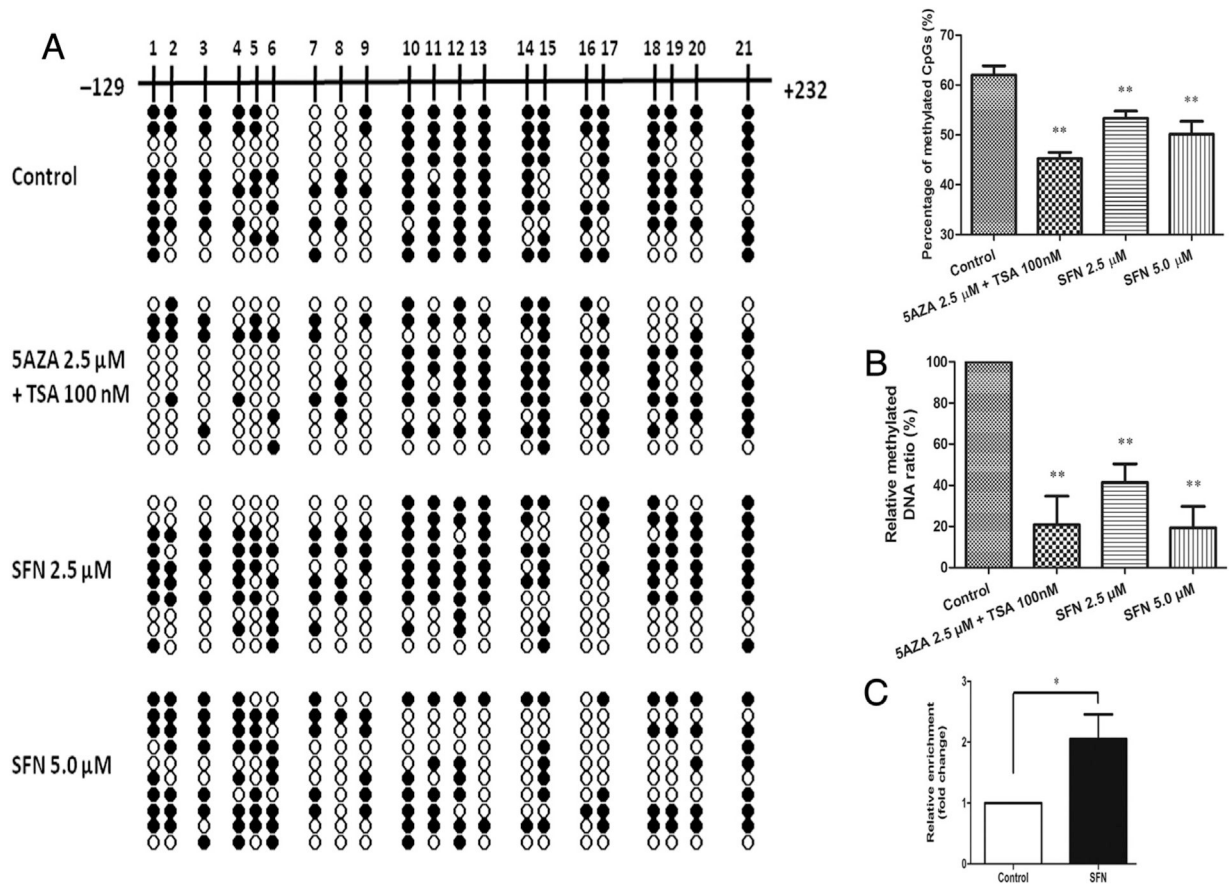 A
1 2 3 4 5 6 7 8 9 10 11 12 13 14 15 16 17 18 19 20 21
−129
+232
Control
5AZA 2.5 μM
+ TSA 100 nM
SFN 2.5 μM
SFN 5.0 μM
Percentage of methylated CpGs (%)
70
60
50
40
30
**
**
**
Control
5AZA 2.5 μM + TSA 100nM
SFN 2.5 μM
SFN 5.0 μM
B
Relative methylated
DNA ratio (%)
100
80
60
40
20
0
**
**
**
Control
5AZA 2.5 μM + TSA 100nM
SFN 2.5 μM
SFN 5.0 μM
C
Relative enrichment
(fold change)
3
2
1
0
*
Control
SFN